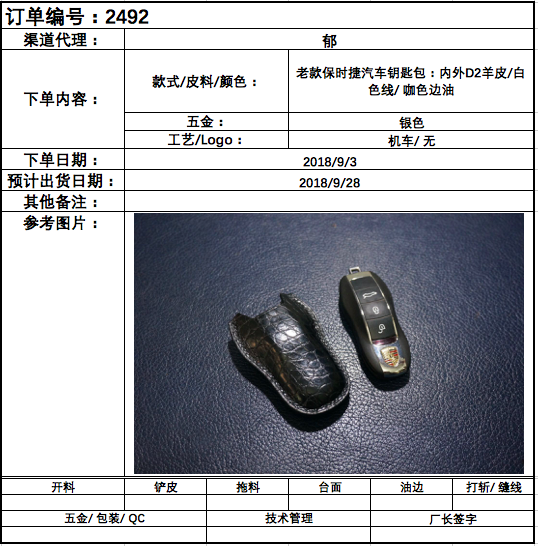 订单编号：2492
渠道代理：
郁
下单内容：
款式/皮料/颜色：
老款保时捷汽车钥匙包：内外D2羊皮/白
色线/ 咖色边油
五金：
银色
工艺/Logo：
机车/ 无
下单日期：
2018/9/3
预计出货日期：
2018/9/28
其他备注：
参考图片：
开料
铲皮
拖料
台面
油边
打斩/ 缝线
五金/ 包装/ QC
技术管理
厂长签字